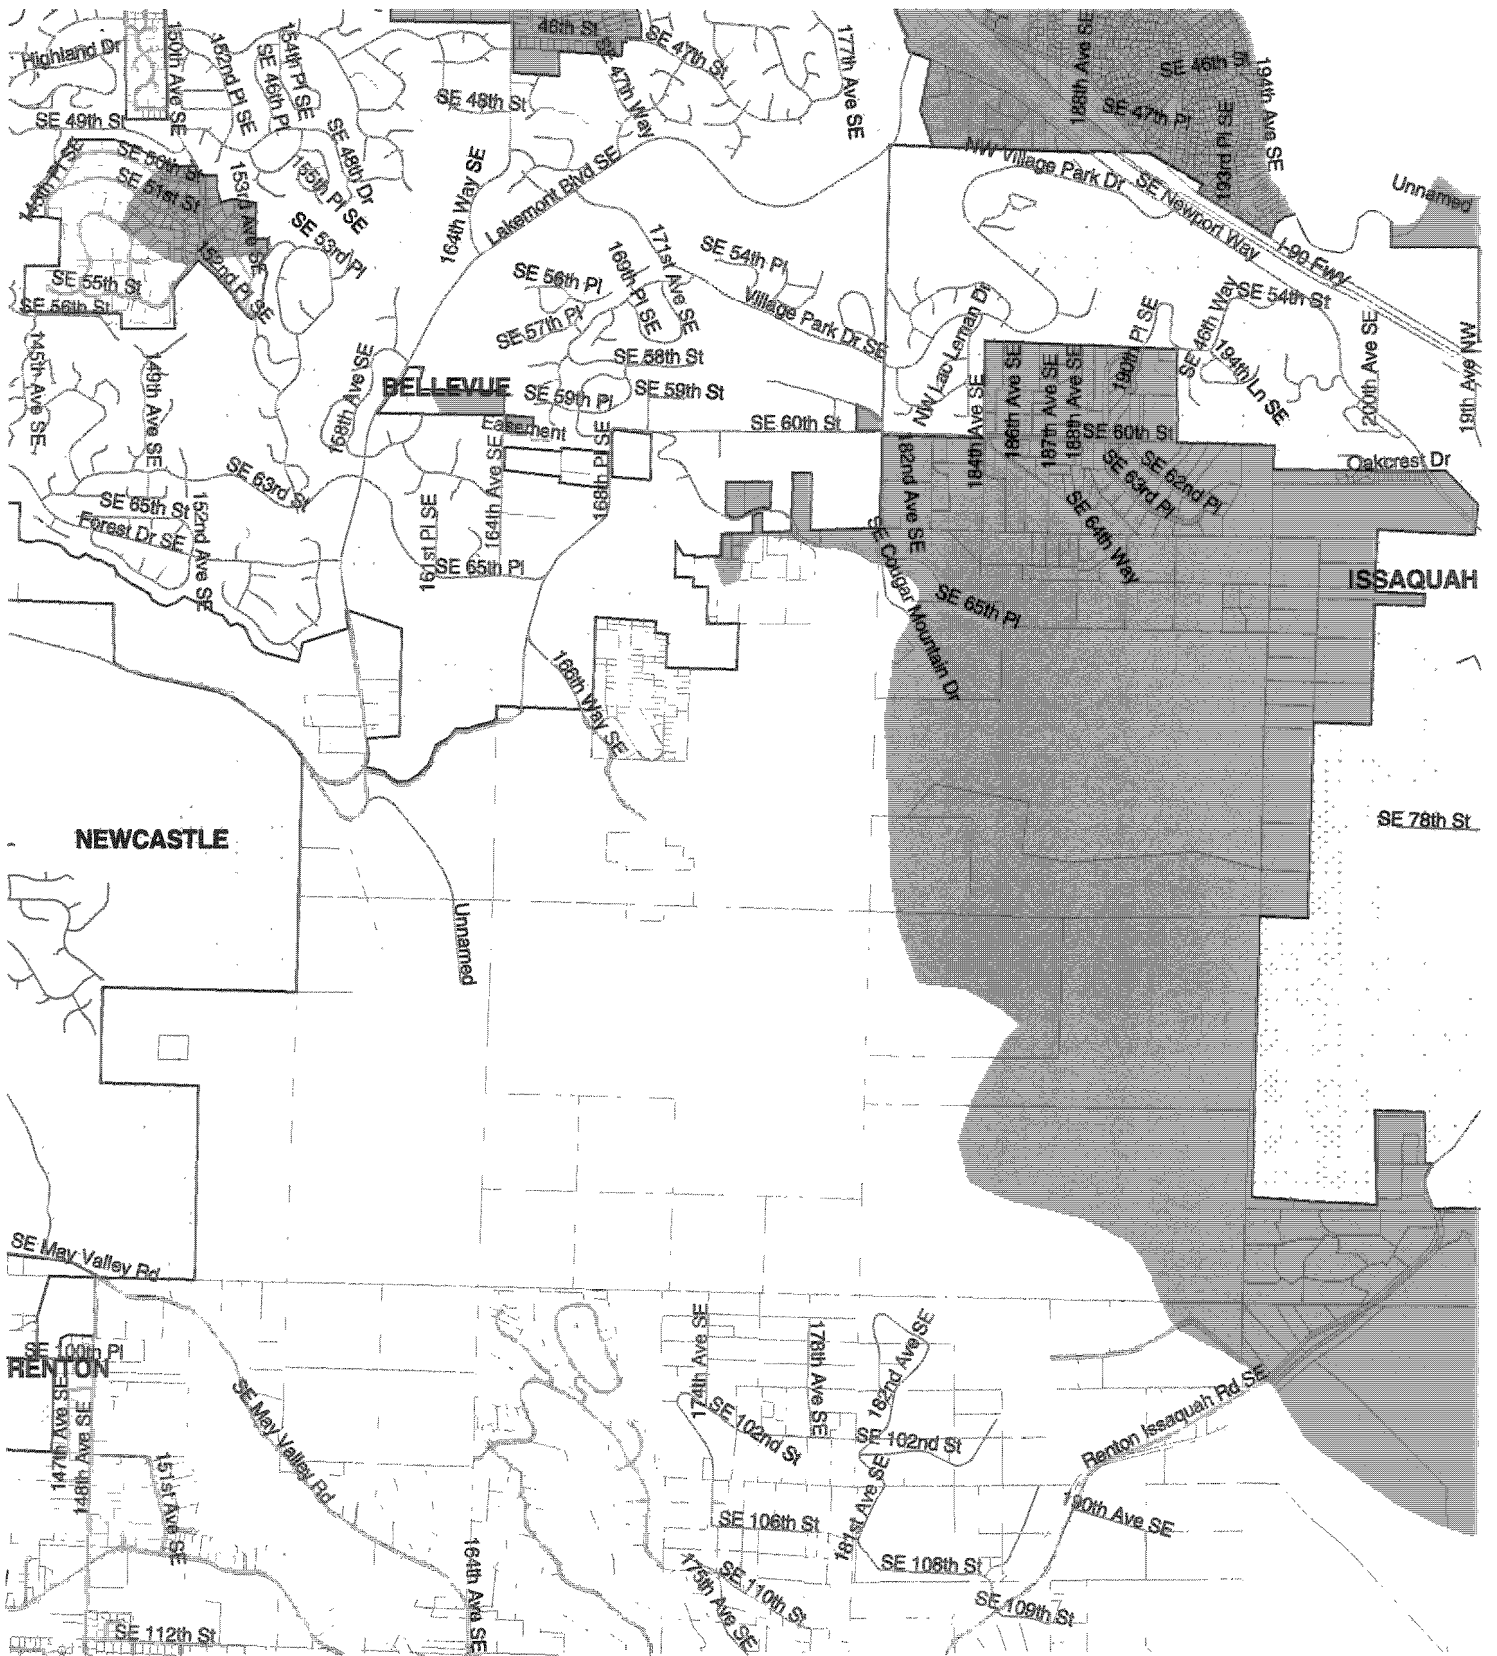 46th St
SE 47th St
177th Ave SE
188th Ave SE
SE 46th St
194th Ave SE
Highland Dr
150th Ave SE
152nd Pl SE
SE 46th Pl
154th Pl SE
SE 48th St
SE 47th Way
SE 47th Pl
193rd Pl SE
SE 49th St
SE 48th Dr
NW Village Park Dr
SE 50th St
SE 51st St
153rd Ave SE
155th Pl SE
164th Way SE
Lakemont Blvd SE
SE Newport Way
I-90 Fwy
Unnamed
SE 53rd Pl
171st Ave SE
SE 54th Pl
SE 55th St
152nd Pl SE
SE 56th Pl
169th Pl SE
Village Park Dr SE
SE 54th St
SE 56th St
SE 57th Pl
NW Lac Leman Dr
190th Pl SE
SE 46th Way
194th Ln SE
200th Ave SE
19th Ave NW
145th Ave SE
149th Ave SE
SE 58th St
184th Ave SE
186th Ave SE
187th Ave SE
188th Ave SE
BELLEVUE
SE 59th Pl
SE 59th St
Easement
SE 60th St
SE 60th St
SE 63rd St
164th Ave SE
168th Pl SE
182nd Ave SE
SE 62nd Pl
SE 63rd Pl
Oakcrest Dr
SE 65th St
152nd Ave SE
Forest Dr SE
161st Pl SE
SE 65th Pl
SE 64th Way
ISSAQUAH
SE Cougar Mountain Dr
SE 65th Pl
166th Way SE
NEWCASTLE
SE 78th St
Unnamed
SE May Valley Rd
SE 100th Pl
RENTON
174th Ave SE
178th Ave SE
182nd Ave SE
147th Ave SE
148th Ave SE
SE May Valley Rd
SE 102nd St
SE 102nd St
Renton Issaquah Rd SE
151st Ave SE
181st Ave SE
SE 106th St
190th Ave SE
164th Ave SE
175th Ave SE
SE 110th St
SE 108th St
SE 109th St
SE 112th St